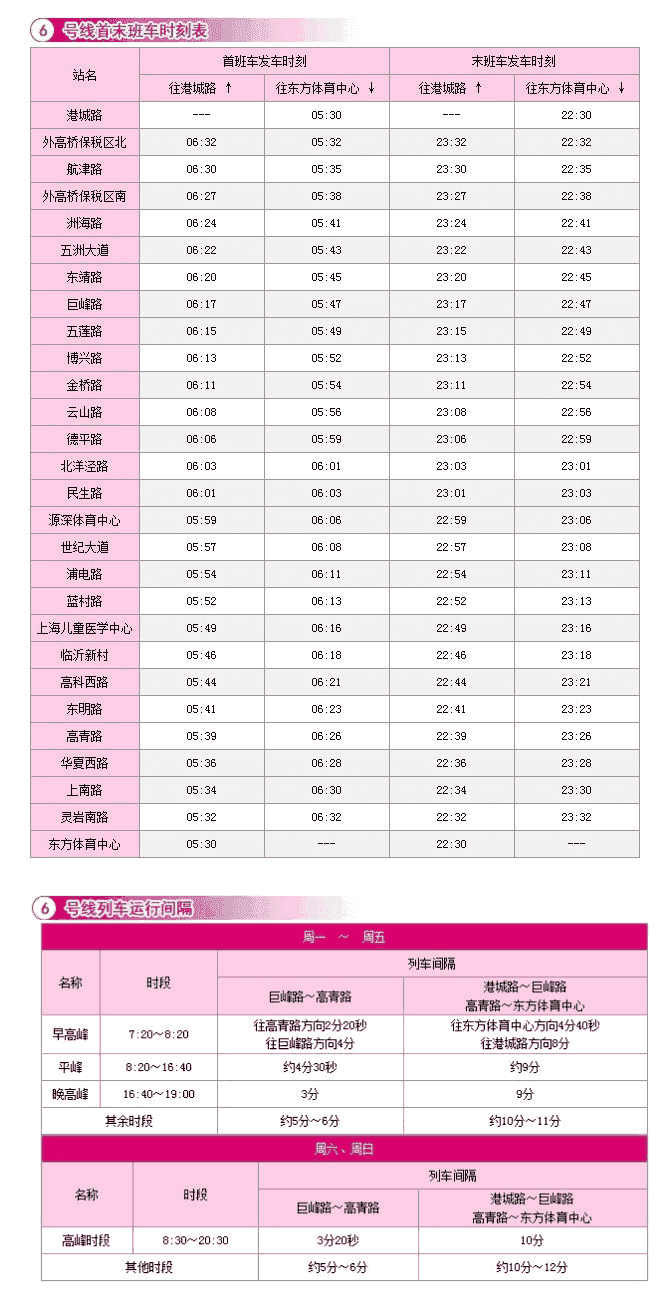 6 号线首末班车时刻表
站名 首班车发车时刻 末班车发车时刻
往港城路 ↑ 往东方体育中心 ↓ 往港城路 ↑ 往东方体育中心 ↓
港城路 --- 05:30 --- 22:30
外高桥保税区北 06:32 05:32 23:32 22:32
航津路 06:30 05:35 23:30 22:35
外高桥保税区南 06:27 05:38 23:27 22:38
洲海路 06:24 05:41 23:24 22:41
五洲大道 06:22 05:43 23:22 22:43
东靖路 06:20 05:45 23:20 22:45
巨峰路 06:17 05:47 23:17 22:47
五莲路 06:15 05:49 23:15 22:49
博兴路 06:13 05:52 23:13 22:52
金桥路 06:11 05:54 23:11 22:54
云山路 06:08 05:56 23:08 22:56
德平路 06:06 05:59 23:06 22:59
北洋泾路 06:03 06:01 23:03 23:01
民生路 06:01 06:03 23:01 23:03
源深体育中心 05:59 06:06 22:59 23:06
世纪大道 05:57 06:08 22:57 23:08
浦电路 05:54 06:11 22:54 23:11
蓝村路 05:52 06:13 22:52 23:13
上海儿童医学中心 05:49 06:16 22:49 23:16
临沂新村 05:46 06:18 22:46 23:18
高科西路 05:44 06:21 22:44 23:21
东明路 05:41 06:23 22:41 23:23
高青路 05:39 06:26 22:39 23:26
华夏西路 05:36 06:28 22:36 23:28
上南路 05:34 06:30 22:34 23:30
灵岩南路 05:32 06:32 22:32 23:32
东方体育中心 05:30 --- 22:30 ---
6 号线列车运行间隔
周一 ～ 周五
名称 时段 列车间隔
巨峰路～高青路 港城路～巨峰路
高青路～东方体育中心
早高峰 7:20～8:20 往高青路方向2分20秒 往东方体育中心方向4分40秒
往巨峰路方向4分 往港城路方向8分
平峰 8:20～16:40 约4分30秒 约9分
晚高峰 16:40～19:00 3分 9分
其余时段 约5分～6分 约10分～11分
周六、周日
名称 时段 列车间隔
巨峰路～高青路 港城路～巨峰路
高青路～东方体育中心
高峰时段 8:30～20:30 3分20秒 10分
其他时段 约5分～6分 约10分～12分